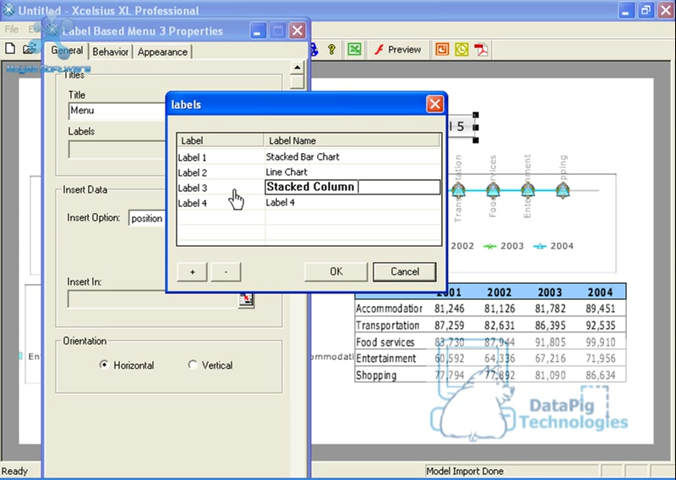 Untitled - Xcelsius XL Professional
File
Label Based Menu 3 Properties
Preview
General
Behavior
Appearance
Titles
Title
Menu
Labels
labels
Label
Label Name
Label 1
Stacked Bar Chart
Label 2
Line Chart
Label 3
Stacked Column
Label 4
Label 4
+
-
OK
Cancel
Insert Data
Insert Option:
position
Insert In:
Orientation
Horizontal
Vertical
l 5
Transportation
Food Services
Entertainment
Shopping
2002
2003
2004
2001 2002 2003 2004
Accommodation 81,246 81,126 81,782 89,451
Transportation 87,259 82,631 86,395 92,535
Food services 83,730 87,944 91,805 99,910
Entertainment 60,592 64,336 67,216 71,956
Shopping 77,794 77,892 81,090 86,634
DataPig
Technologies
Ready
Model Import Done